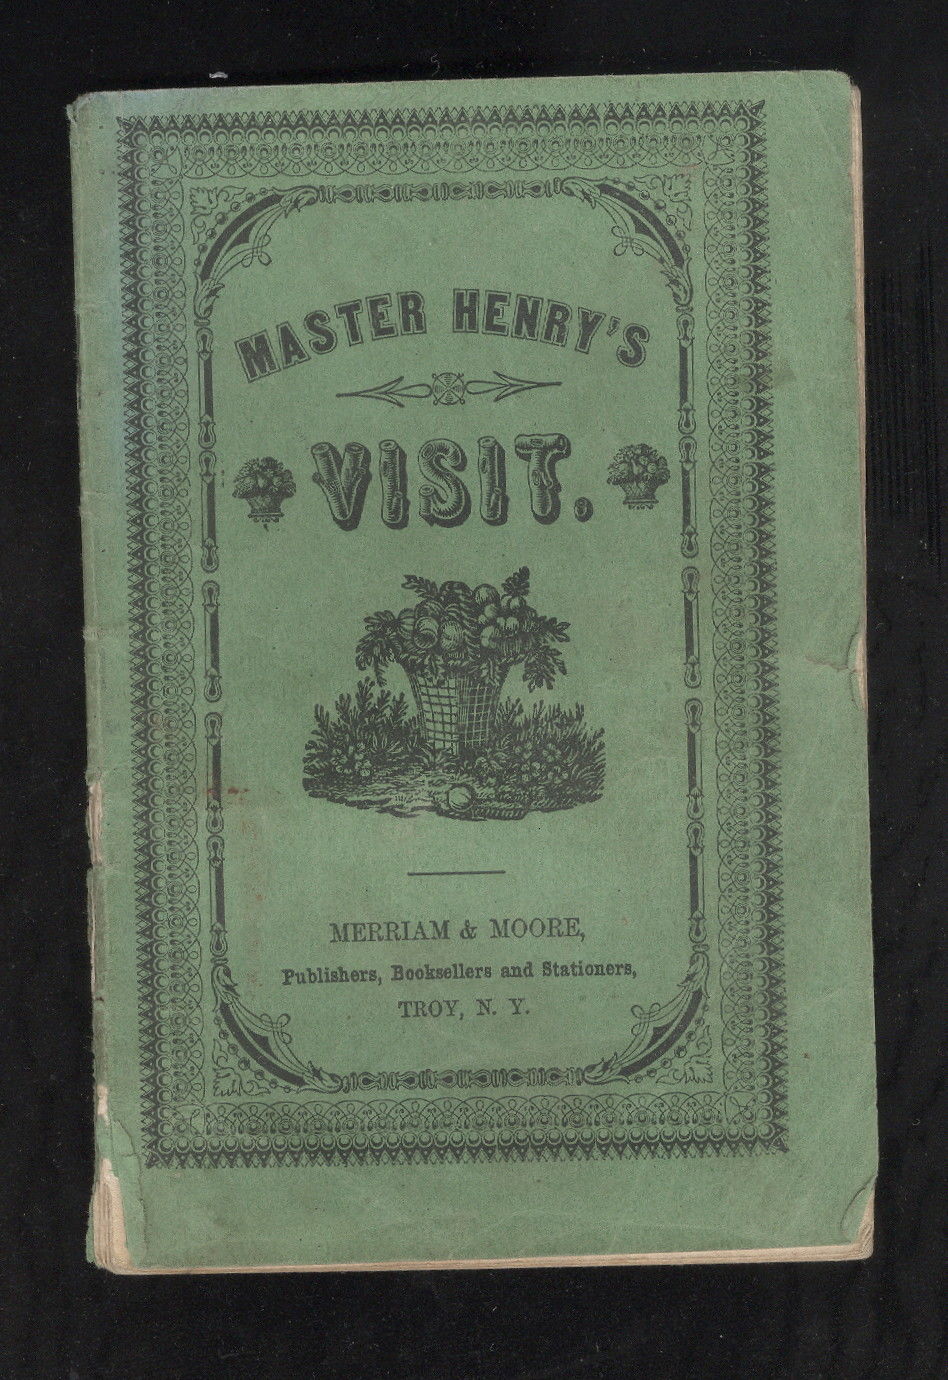 MASTER HENRY'S
VISIT.
MERRIAM & MOORE,
Publishers, Booksellers and Stationers,
TROY, N. Y.